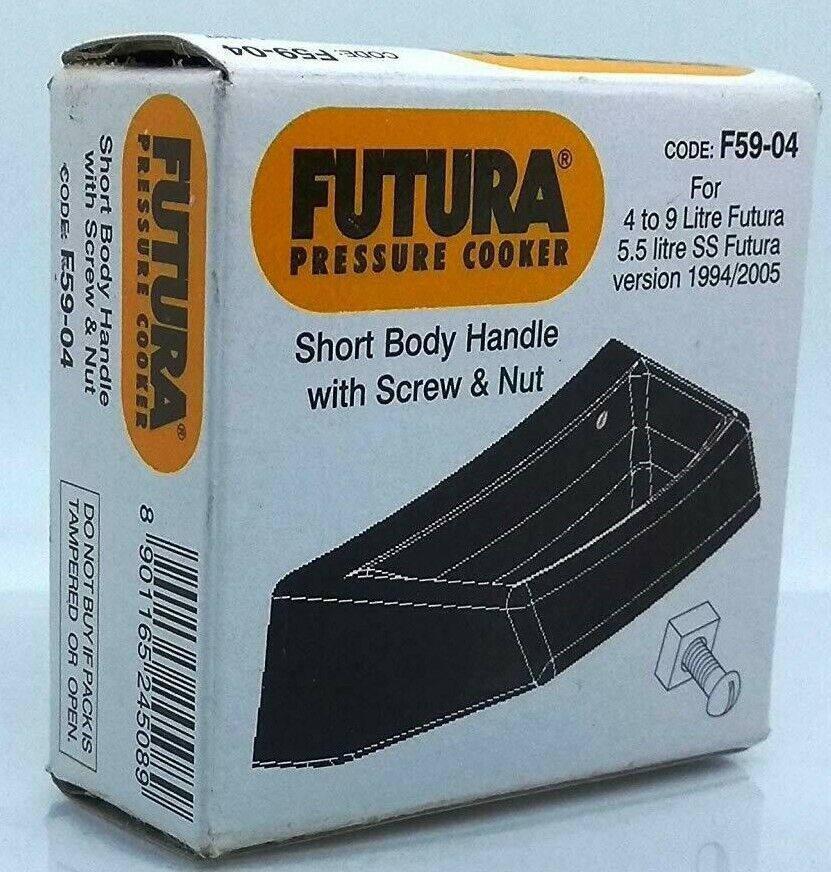 CODE: F59-04
FUTURA®
PRESSURE COOKER
CODE: F59-04
For
4 to 9 Litre Futura
5.5 litre SS Futura
version 1994/2005
Short Body Handle
with Screw & Nut
FUTURA®
PRESSURE COOKER
Short Body Handle
with Screw & Nut
CODE: F59-04
DO NOT BUY IF PACK IS
TAMPERED OR OPEN.
8 901165 245089